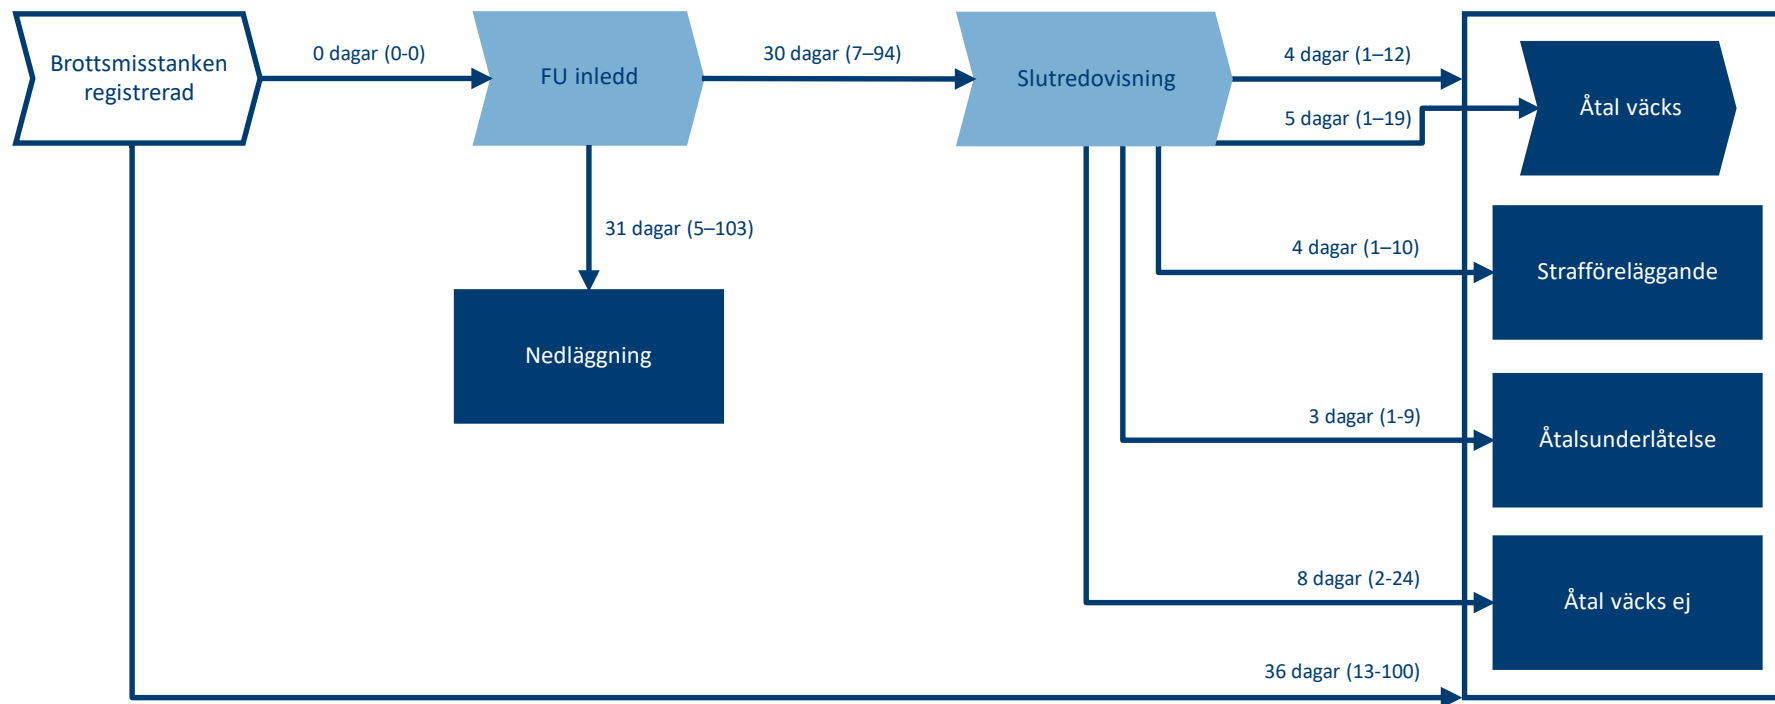 Brottsmisstanken
registrerad
0 dagar (0-0)
FU inledd
30 dagar (7–94)
Slutredovisning
4 dagar (1–12)
5 dagar (1–19)
Åtal väcks
31 dagar (5–103)
4 dagar (1–10)
Strafföreläggande
Nedläggning
3 dagar (1-9)
Åtalsunderlåtelse
8 dagar (2-24)
Åtal väcks ej
36 dagar (13-100)